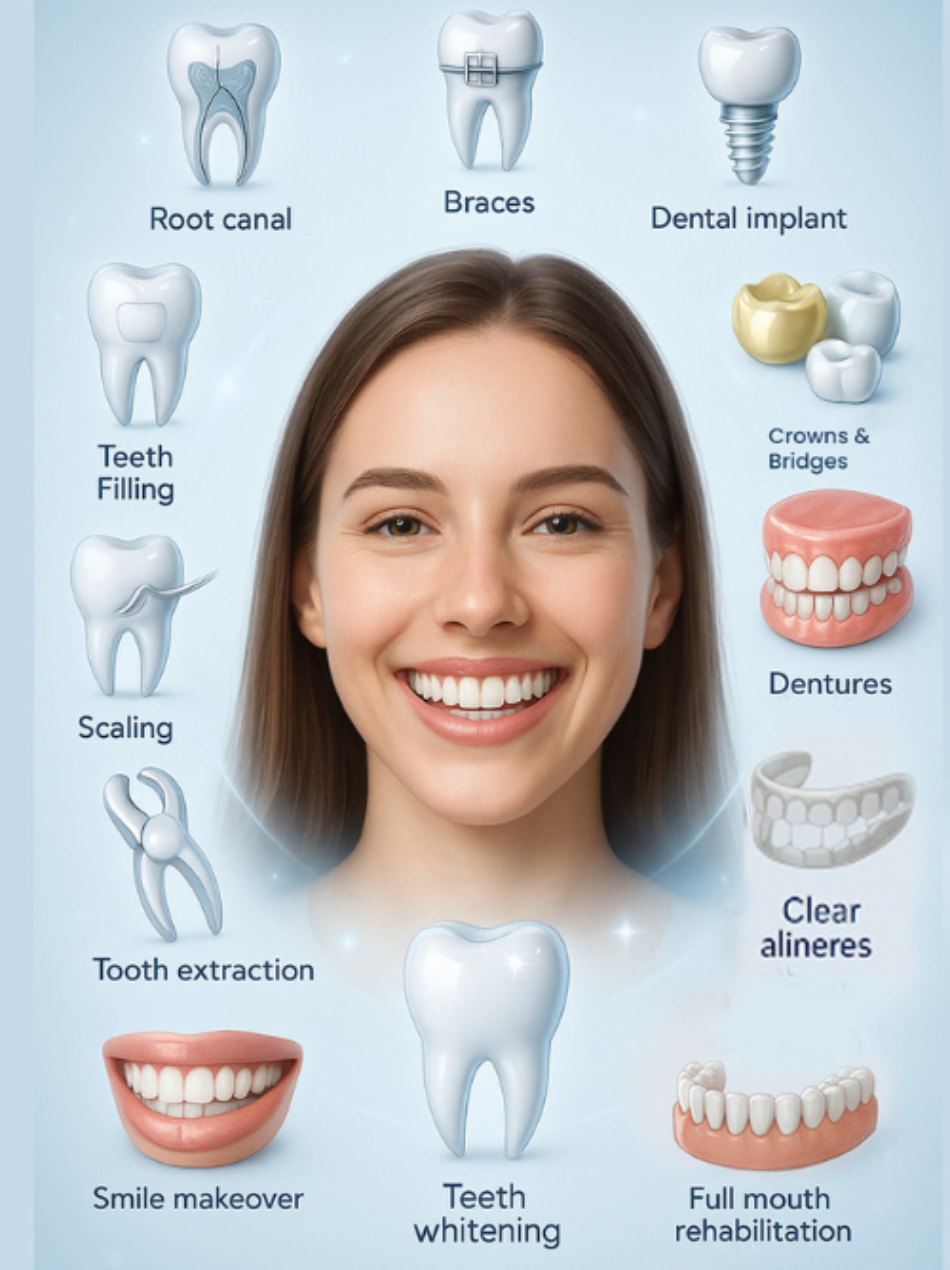 Root canal
Braces
Dental implant
Teeth
Filling
Crowns &
Bridges
Scaling
Dentures
Tooth extraction
Clear
alineres
Smile makeover
Teeth
whitening
Full mouth
rehabilitation